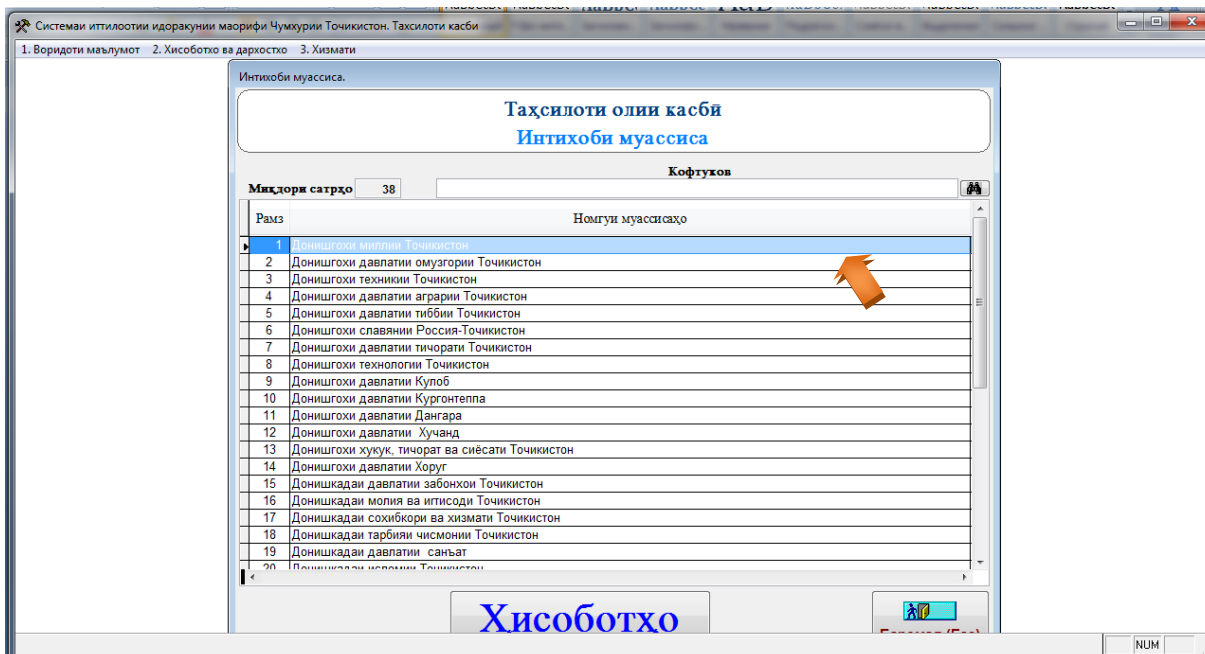 Системаи иттилоотии идоракунии маорифи Чумхурии Точикистон. Тахсилоти касби
1. Воридоти маълумот 2. Хисоботхо ва дархостхо 3. Хизмати
Интихоби муассиса.
Таҳсилоти олии касбӣ
Интихоби муассиса
Кофтуков
Миқдори сатрҳо 38
Рамз Номгуи муассисаҳо
1 Донишгохи миллии Точикистон
2 Донишгохи давлатии омузгории Точикистон
3 Донишгохи техникии Точикистон
4 Донишгохи давлатии аграрии Точикистон
5 Донишгохи давлатии тиббии Точикистон
6 Донишгохи славянии Россия-Точикистон
7 Донишгохи давлатии тичорати Точикистон
8 Донишгохи технологии Точикистон
9 Донишгохи давлатии Кулоб
10 Донишгохи давлатии Кургонтеппа
11 Донишгохи давлатии Дангара
12 Донишгохи давлатии Хучанд
13 Донишгохи хукук, тичорат ва сиёсати Точикистон
14 Донишгохи давлатии Хоруг
15 Донишкадаи давлатии забонхои Точикистон
16 Донишкадаи молия ва иктисоди Точикистон
17 Донишкадаи сохибкори ва хизмати Точикистон
18 Донишкадаи тарбияи чисмонии Точикистон
19 Донишкадаи давлатии санъат
20 Донишкадаи исломии Точикистон
Ҳисоботҳо
NUM